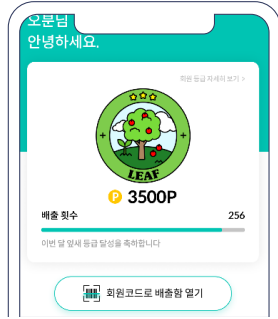 오문님
안녕하세요.
회원 등급 자세히 보기 >
LEAF
P 3500P
배출 횟수 256
이번 달 잎새 등급 달성을 축하합니다
회원코드로 배출함 열기